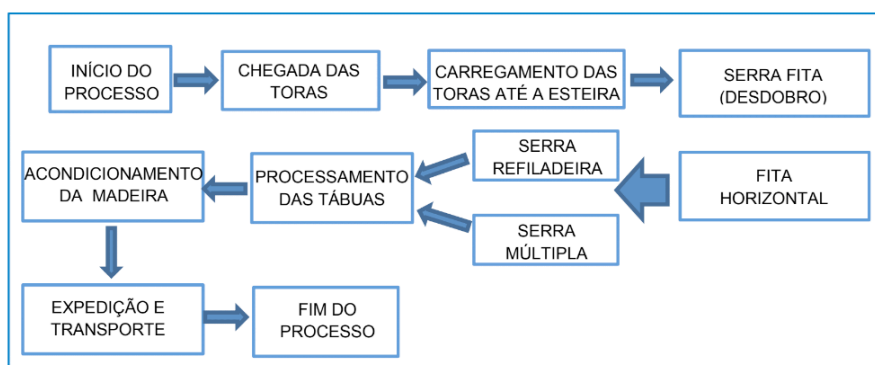 INÍCIO DO
PROCESSO
CHEGADA DAS
TORAS
CARREGAMENTO DAS
TORAS ATÉ A ESTEIRA
SERRA FITA
(DESDOBRO)
FITA
HORIZONTAL
SERRA
REFILADEIRA
SERRA
MÚLTIPLA
PROCESSAMENTO
DAS TÁBUAS
ACONDICIONAMENTO
DA MADEIRA
EXPEDIÇÃO E
TRANSPORTE
FIM DO
PROCESSO